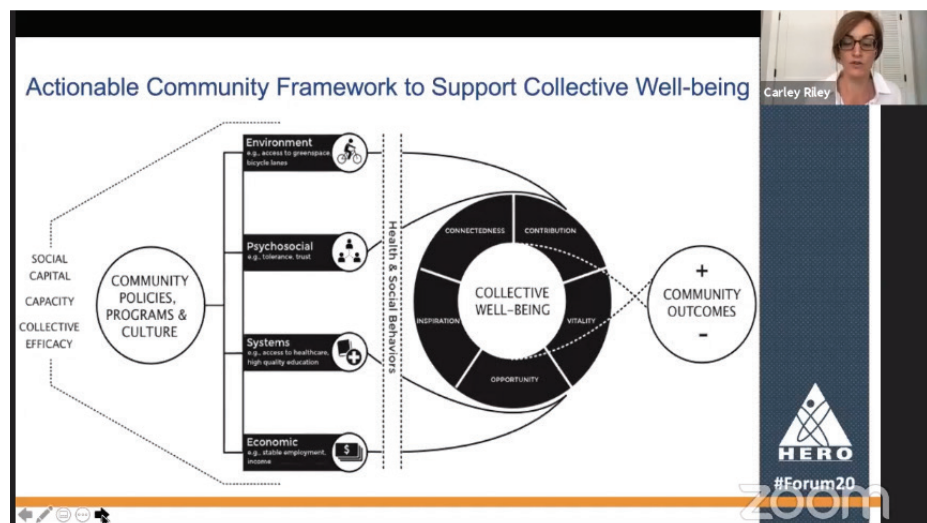 Actionable Community Framework to Support Collective Well-being
Carley Riley
SOCIAL
CAPITAL
CAPACITY
COLLECTIVE
EFFICACY
COMMUNITY
POLICIES,
PROGRAMS &
CULTURE
Environment
e.g., access to greenspace,
bicycle lanes
Psychosocial
e.g., tolerance, trust
Systems
e.g., access to healthcare,
high quality education
Economic
e.g., stable employment,
income
$
Health & Social Behaviors
CONNECTEDNESS
CONTRIBUTION
INSPIRATION
VITALITY
OPPORTUNITY
COLLECTIVE
WELL-BEING
+
COMMUNITY
OUTCOMES
-
HERO
#Forum20
zoom